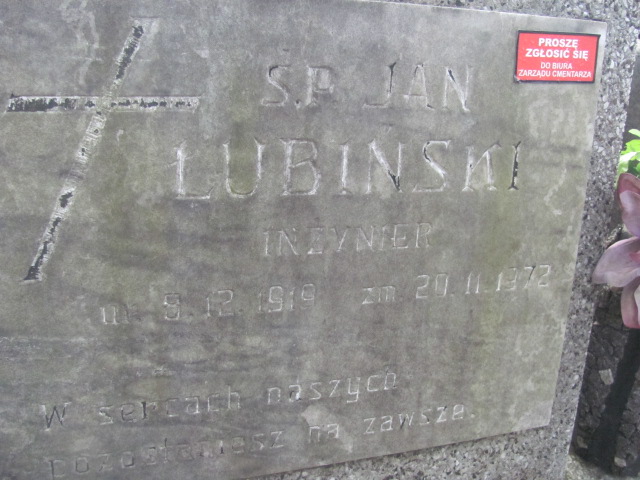 PROSZĘ
ZGŁOSIĆ SIĘ
DO BIURA
ZARZĄDU CMENTARZA
Ś.P. JAN
ŁUBIŃSKI
INŻYNIER
ur 9.12.1919 zm 20.11.1972
W sercach naszych
pozostaniesz na zawsze.